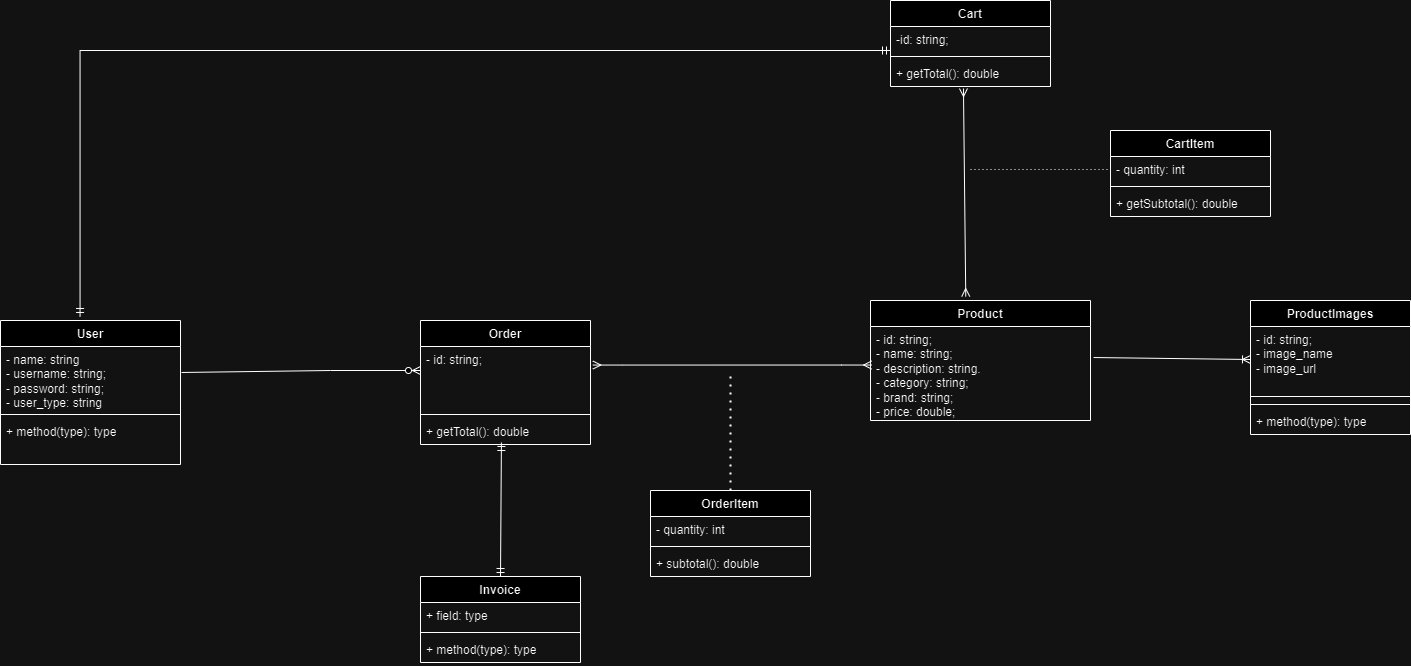 Cart
-id: string;
+ getTotal(): double
CartItem
- quantity: int
+ getSubtotal(): double
User
- name: string
- username: string;
- password: string;
- user_type: string
+ method(type): type
Order
- id: string;
+ getTotal(): double
Product
- id: string;
- name: string;
- description: string.
- category: string;
- brand: string;
- price: double;
ProductImages
- id: string;
- image_name
- image_url
+ method(type): type
OrderItem
- quantity: int
+ subtotal(): double
Invoice
+ field: type
+ method(type): type